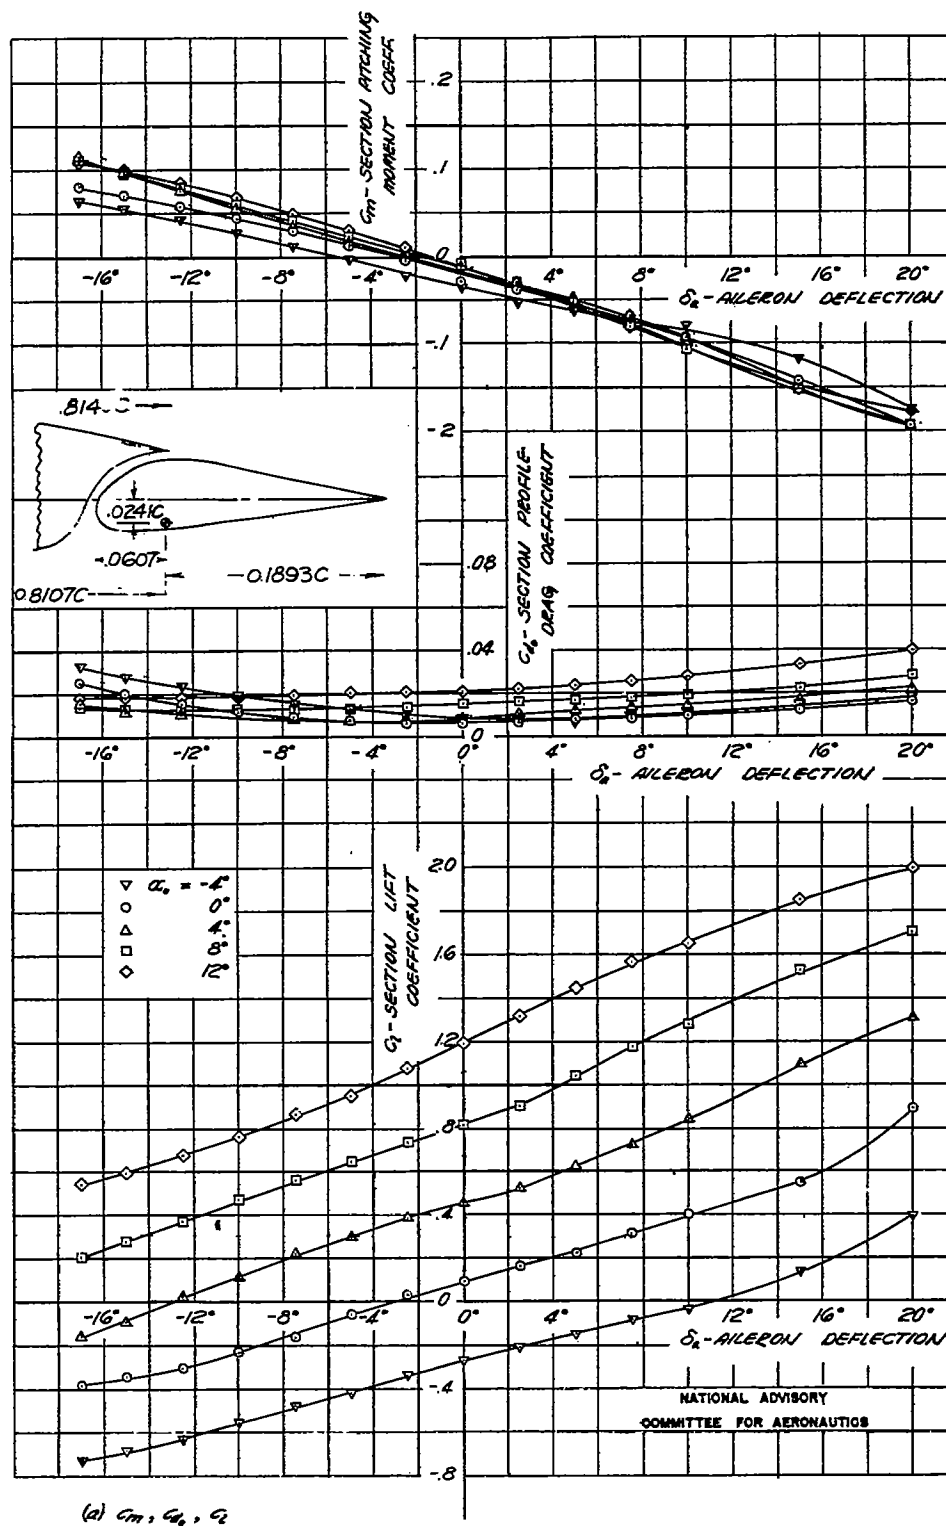 Cm-SECTION PITCHING
MOMENT COEFF.
.2
.1
0
-16° -12° -8° -4° 4° 8° 12° 16° 20°
δa-AILERON DEFLECTION
-.1
-.2
.0241C
.0607
0.1893C
0.8107C
Cd₀-SECTION PROFILE-
DRAG COEFFICIENT
.08
.04
0
-16° -12° -8° -4° 0° 4° 8° 12° 16° 20°
δa-AILERON DEFLECTION
α₀ = -4°
0°
4°
8°
12°
Cl-SECTION LIFT
COEFFICIENT
2.0
1.6
1.2
.8
.4
0
-16° -12° -8° -4° 0° 4° 8° 12° 16° 20°
δa-AILERON DEFLECTION
-.4
-.8
NATIONAL ADVISORY
COMMITTEE FOR AERONAUTICS
(a) Cm, Cd₀, Cl